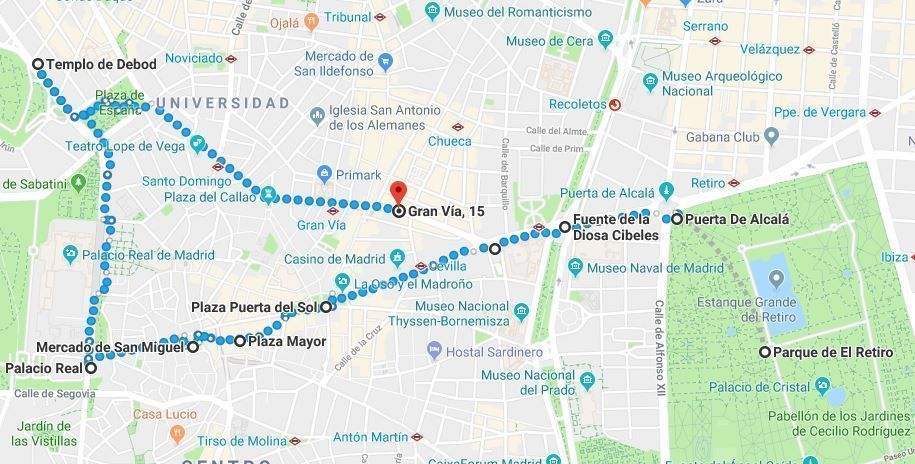 Ojalá
Tribunal
Museo del Romanticismo
Serrano
Noviciado
Museo de Cera
Velázquez
Calle de Castelló
Templo de Debod
Mercado de
San Ildefonso
Museo Arqueológico
Nacional
Plaza de
España
UNIVERSIDAD
Recoletos
Iglesia San Antonio
de los Alemanes
Ppe. de Vergara
Calle del Almte.
Chueca
Calle de Prim
Gabana Club
Teatro Lope de Vega
Calle del Barquillo
Santo Domingo
Primark
Puerta de Alcalá
Retiro
de Sabatini
Plaza del Callao
Gran Vía, 15
Fuente de la
Diosa Cibeles
Puerta De Alcalá
Gran Vía
Palacio Real de Madrid
Casino de Madrid
Sevilla
Museo Naval de Madrid
Ibiza
La Oso y el Madroño
Estanque Grande
del Retiro
Plaza Puerta del Sol
Museo Nacional
Thyssen-Bornemisza
Calle de Alfonso XII
Mercado de San Miguel
Plaza Mayor
Calle de la Cruz
Hostal Sardinero
Parque de El Retiro
Palacio Real
Calle de Segovia
Museo Nacional
del Prado
Palacio de Cristal
Casa Lucio
Pabellón de los Jardines
de Cecilio Rodríguez
Jardín de
las Vistillas
Tirso de Molina
Antón Martín
CENTRO
CaixaForum Madrid